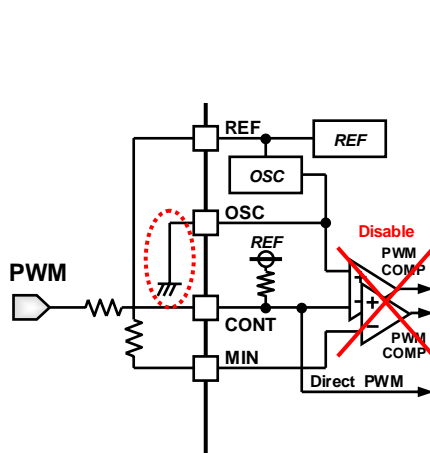 REF
REF
OSC
OSC
Disable
REF
PWM
COMP
PWM
CONT
PWM
COMP
MIN
Direct PWM